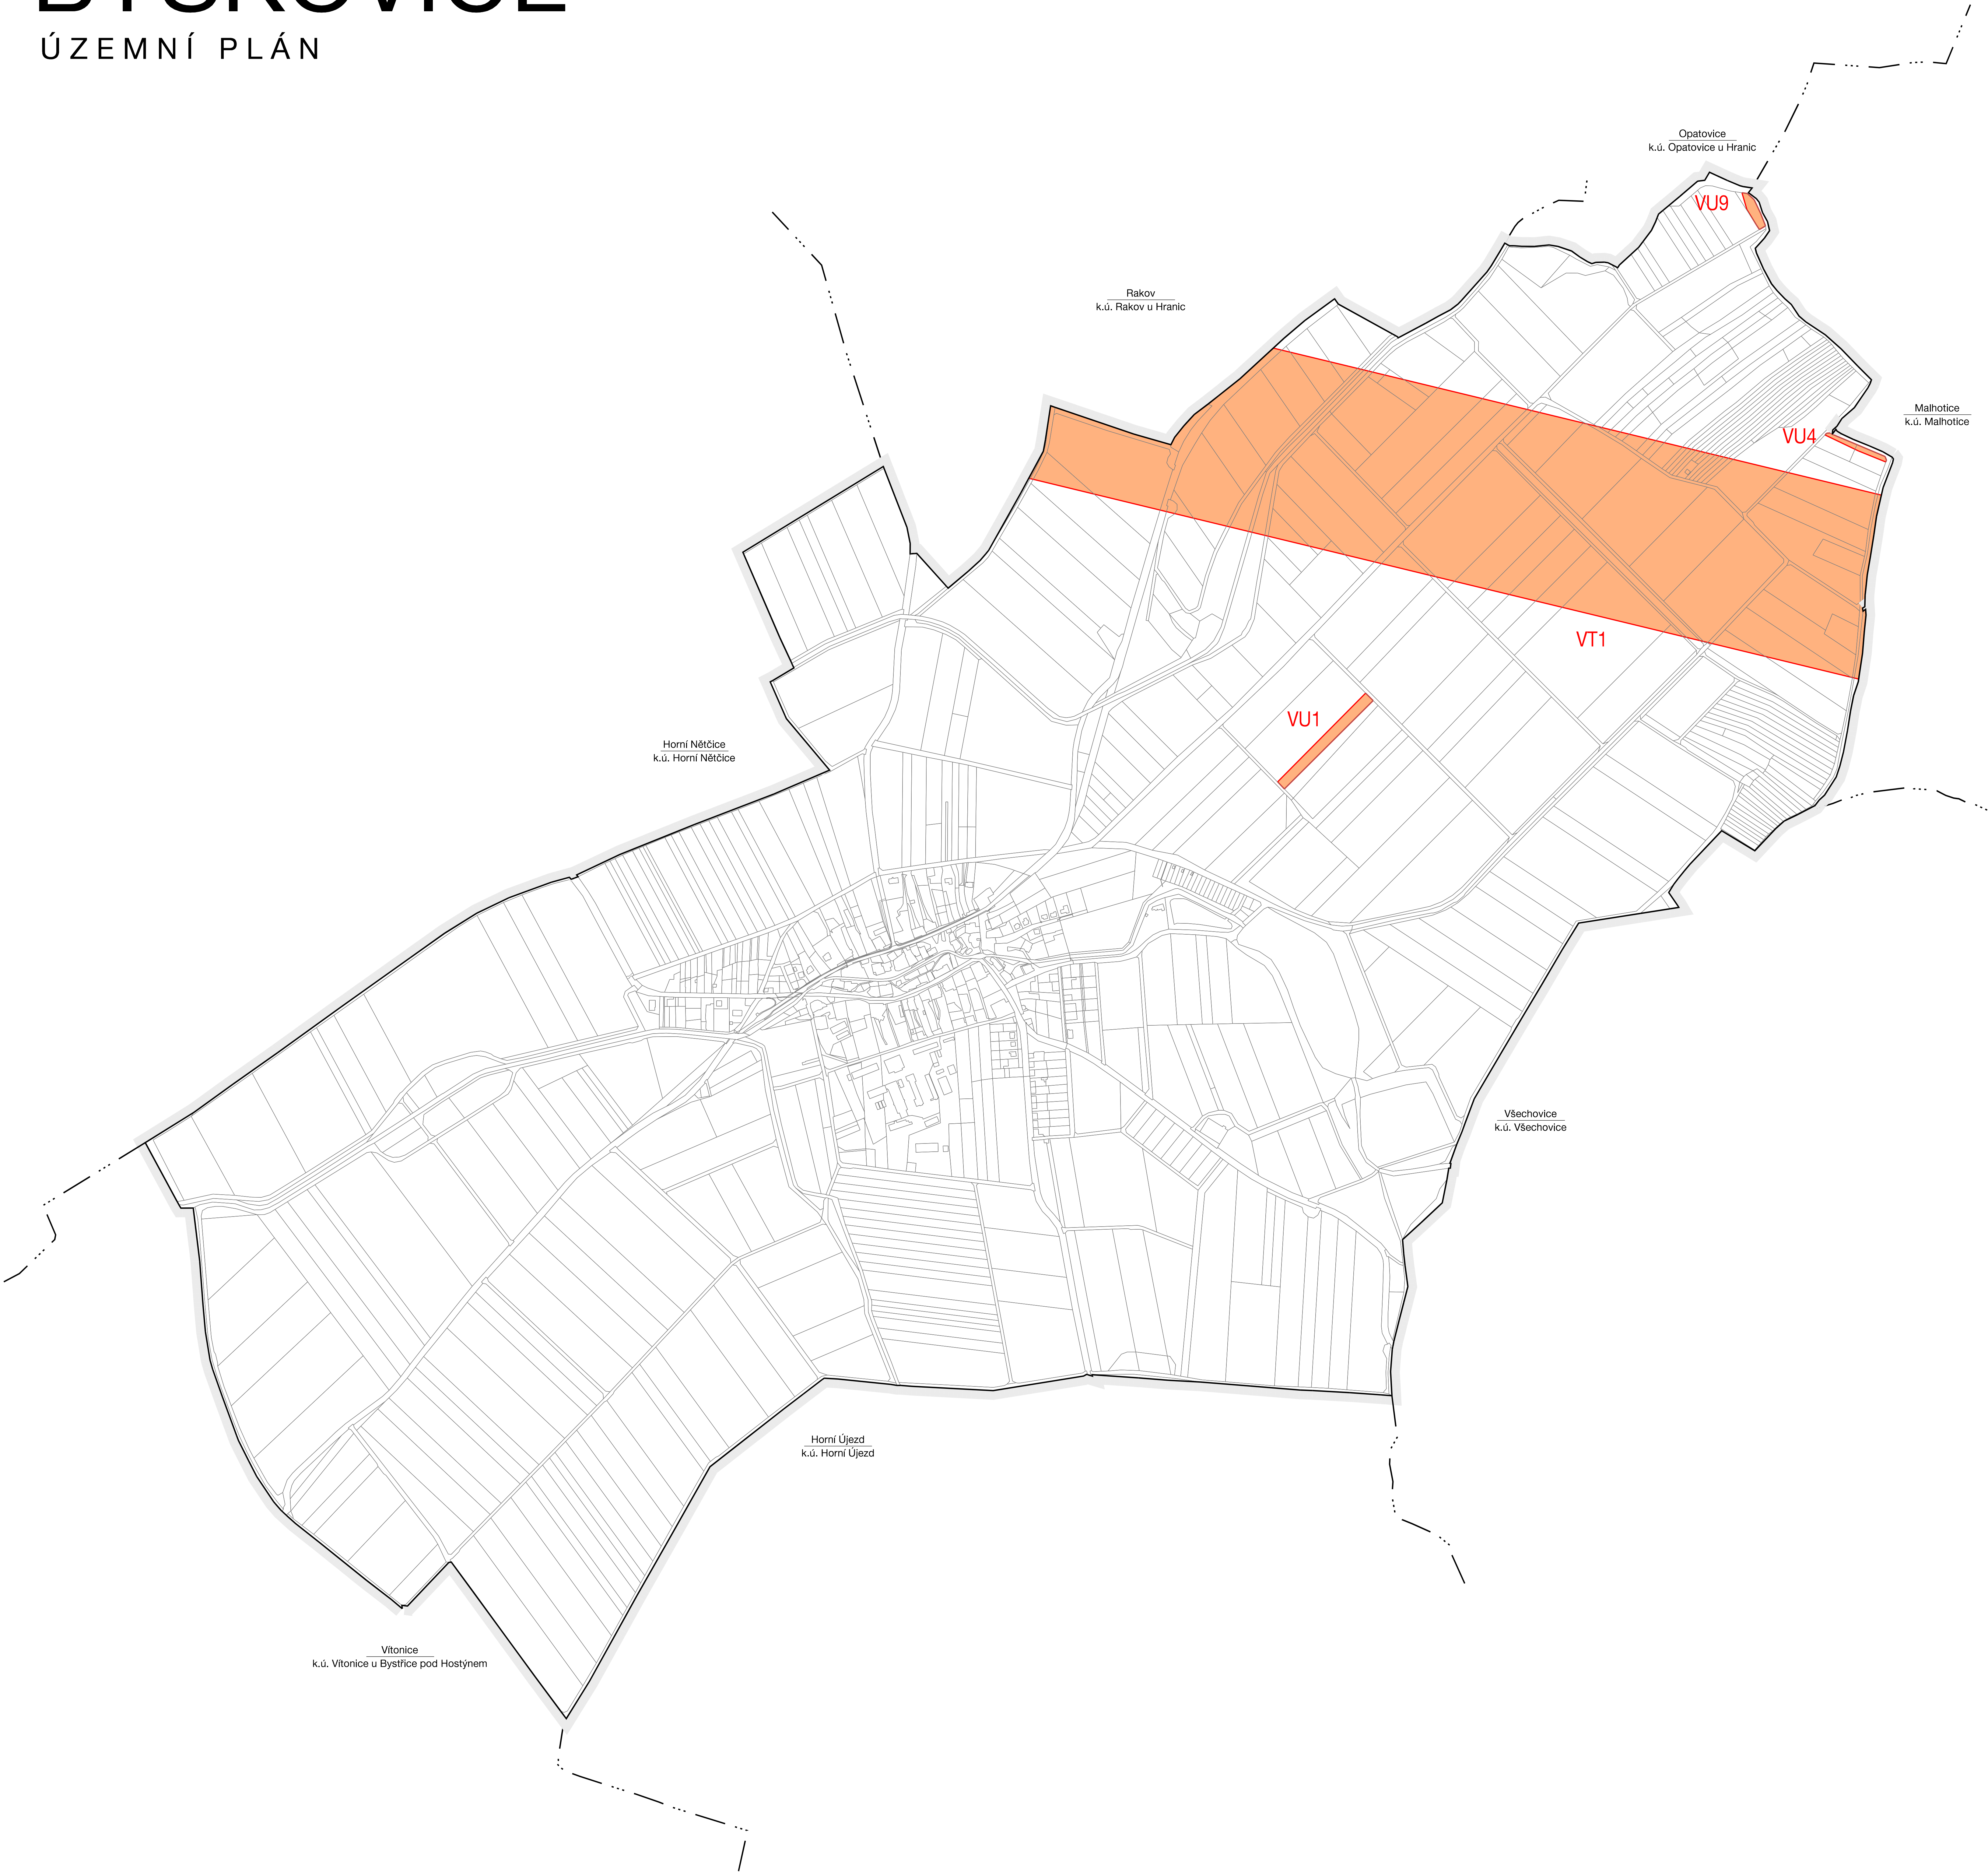 BÝŠKOVICE
ÚZEMNÍ PLÁN
Opatovice
k.ú. Opatovice u Hranic
VU9
Rakov
k.ú. Rakov u Hranic
Malhotice
k.ú. Malhotice
VU4
VT1
VU1
Horní Nětčice
k.ú. Horní Nětčice
Všechovice
k.ú. Všechovice
Horní Újezd
k.ú. Horní Újezd
Vítonice
k.ú. Vítonice u Bystřice pod Hostýnem